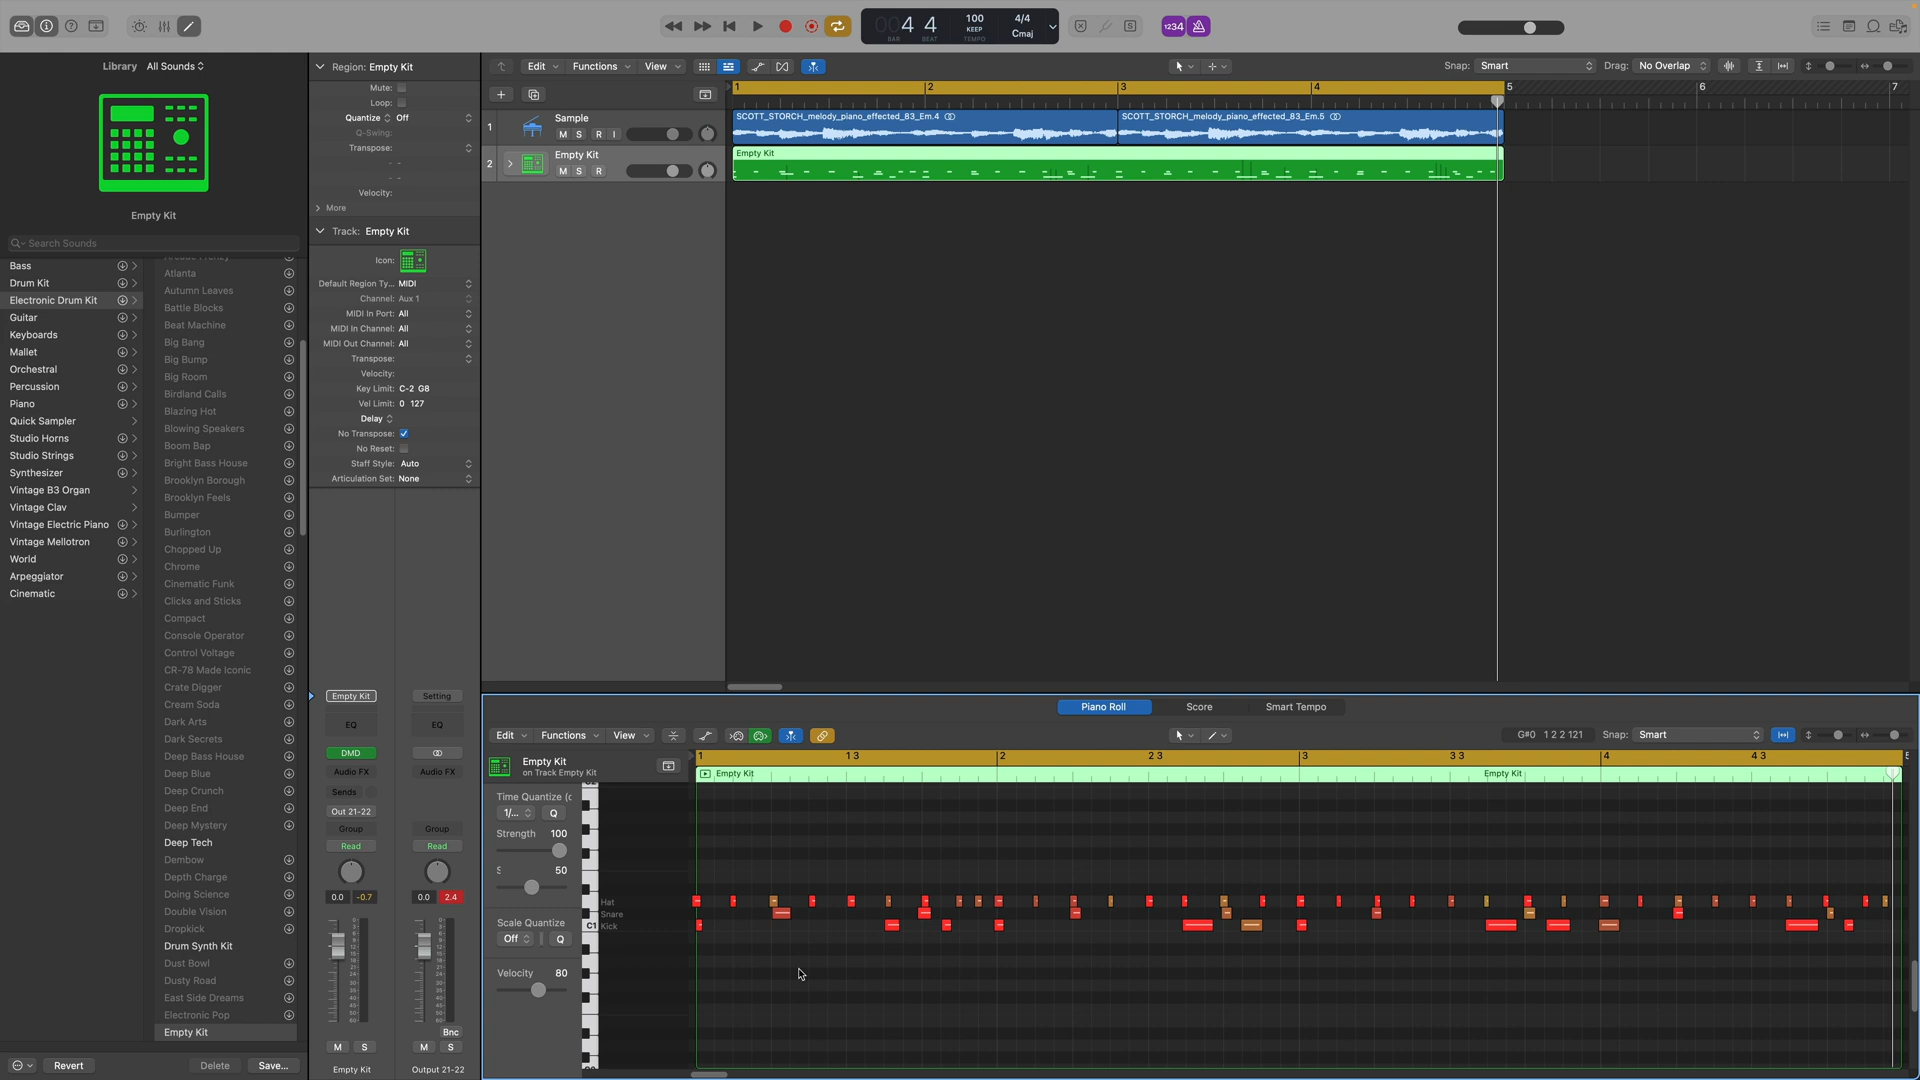 4 4
BAR
BEAT
100
KEEP
TEMPO
4/4
Cmaj
1234
Library
All Sounds
Region: Empty Kit
Edit
Functions
View
Snap: Smart
Drag: No Overlap
Empty Kit
Search Sounds
Mute:
Loop:
Quantize
Off
Q-Swing:
Transpose:
Velocity:
More
Track: Empty Kit
Icon:
Default Region Ty... MIDI
Channel: Aux 1
MIDI In Port: All
MIDI In Channel: All
MIDI Out Channel: All
Transpose:
Velocity:
Key Limit: C-2 G8
Vel Limit: 0 127
Delay
No Transpose:
No Reset:
Staff Style: Auto
Articulation Set: None
Bass
Drum Kit
Electronic Drum Kit
Guitar
Keyboards
Mallet
Orchestral
Percussion
Piano
Quick Sampler
Studio Horns
Studio Strings
Synthesizer
Vintage B3 Organ
Vintage Clav
Vintage Electric Piano
Vintage Mellotron
World
Arpeggiator
Cinematic
Atlanta
Autumn Leaves
Battle Blocks
Beat Machine
Big Bang
Big Bump
Big Room
Birdland Calls
Blazing Hot
Blowing Speakers
Boom Bap
Bright Bass House
Brooklyn Borough
Brooklyn Feels
Bumper
Burlington
Chopped Up
Chrome
Cinematic Funk
Clicks and Sticks
Compact
Console Operator
Control Voltage
CR-78 Made Iconic
Crate Digger
Cream Soda
Dark Arts
Dark Secrets
Deep Bass House
Deep Blue
Deep Crunch
Deep End
Deep Mystery
Deep Tech
Dembow
Depth Charge
Doing Science
Double Vision
Dropkick
Drum Synth Kit
Dust Bowl
Dusty Road
East Side Dreams
Electronic Pop
Empty Kit
Revert
Delete
Save...
Empty Kit
Setting
EQ
EQ
DMD
Audio FX
Audio FX
Sends
Out 21-22
Group
Group
Read
Read
0.0
-0.7
0.0
2.4
Bnc
M
S
M
S
Empty Kit
Output 21-22
1
2
3
4
5
6
7
1
Sample
M
S
R
I
2
Empty Kit
M
S
R
SCOTT_STORCH_melody_piano_effected_83_Em.4
SCOTT_STORCH_melody_piano_effected_83_Em.5
Empty Kit
Piano Roll
Score
Smart Tempo
Edit
Functions
View
G#0
1 2 2 121
Snap: Smart
Empty Kit
on Track Empty Kit
1
1 3
2
2 3
3
3 3
4
4 3
Empty Kit
Empty Kit
Time Quantize (c
1/...
Q
Strength
100
50
Scale Quantize
Off
Q
Velocity
80
Hat
Snare
C1
Kick